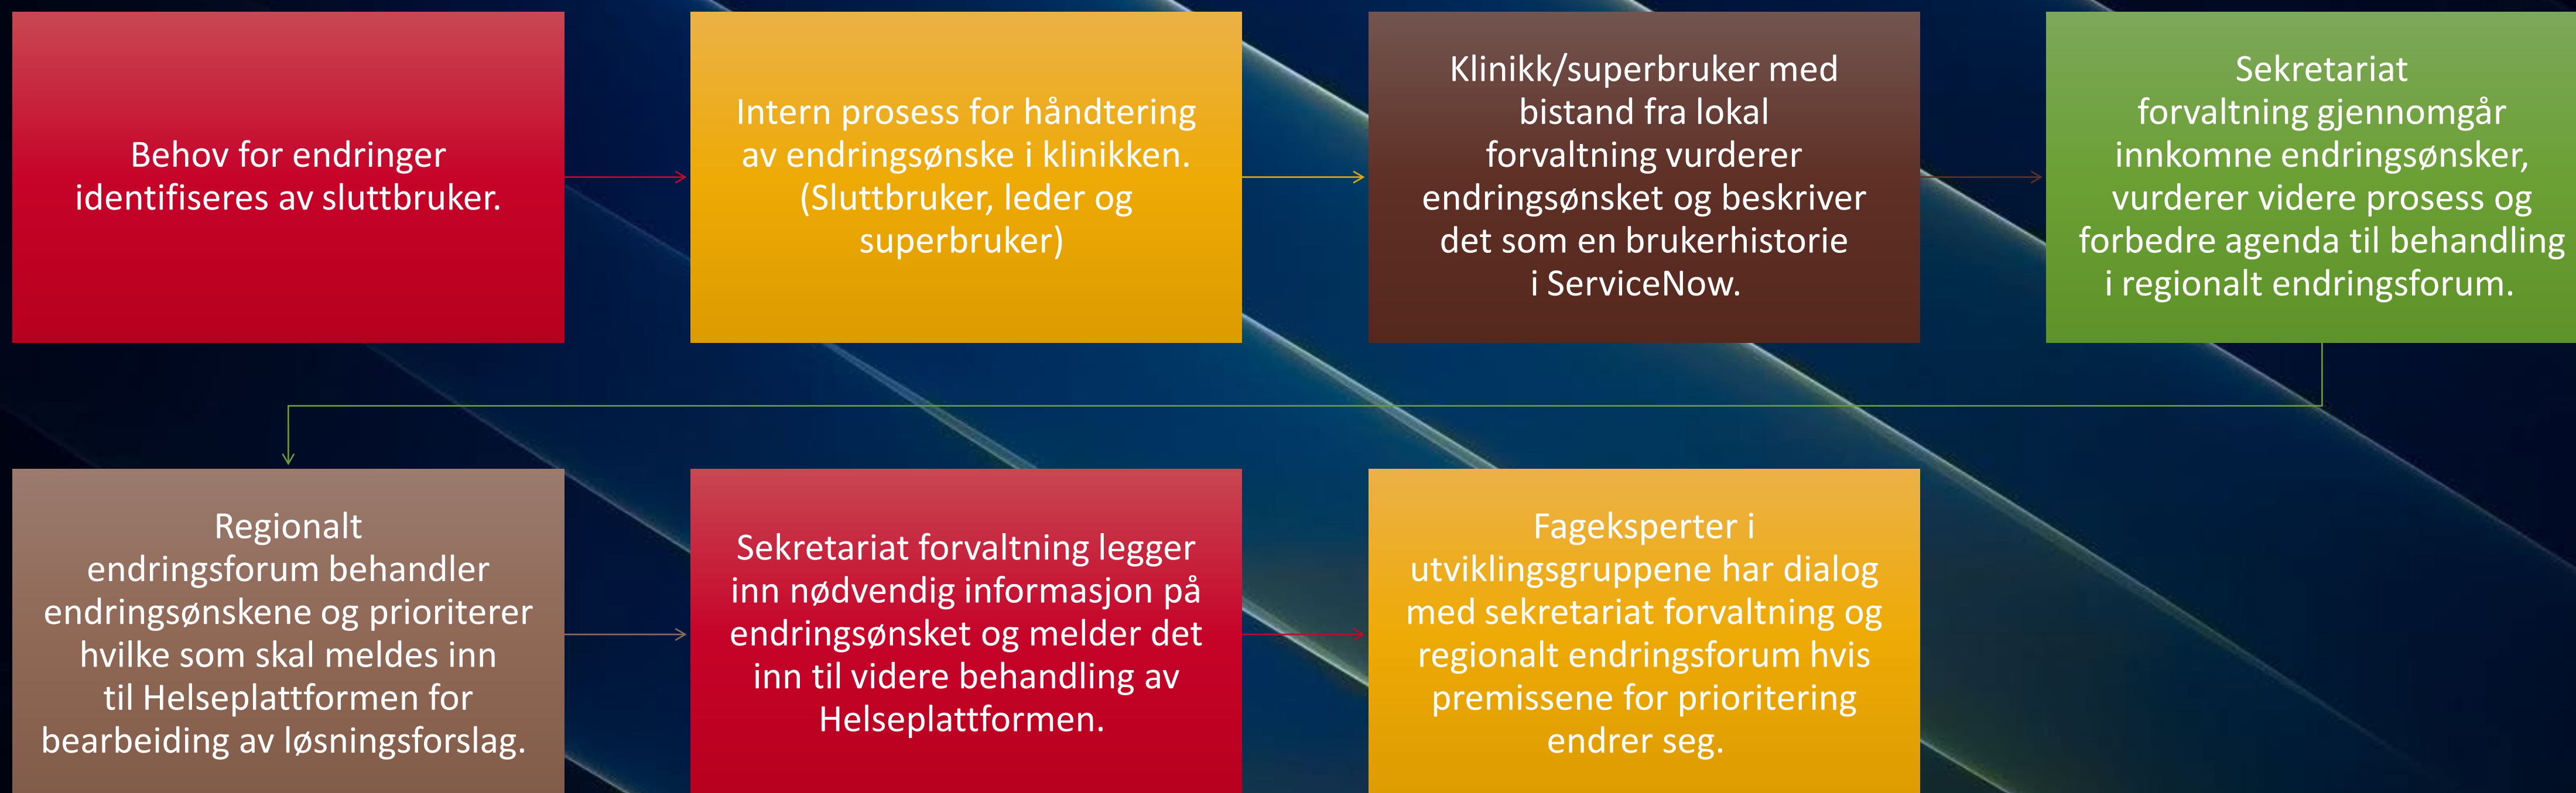 Behov for endringer
identifiseres av sluttbruker.
Intern prosess for håndtering
av endringsønske i klinikken.
(Sluttbruker, leder og
superbruker)
Klinikk/superbruker med
bistand fra lokal
forvaltning vurderer
endringsønsket og beskriver
det som en brukerhistorie
i ServiceNow.
Sekretariat
forvaltning gjennomgår
innkomne endringsønsker,
vurderer videre prosess og
forbedre agenda til behandling
i regionalt endringsforum.
Regionalt
endringsforum behandler
endringsønskene og prioriterer
hvilke som skal meldes inn
til Helseplattformen for
bearbeiding av løsningsforslag.
Sekretariat forvaltning legger
inn nødvendig informasjon på
endringsønsket og melder det
inn til videre behandling av
Helseplattformen.
Fageksperter i
utviklingsgruppene har dialog
med sekretariat forvaltning og
regionalt endringsforum hvis
premissene for prioritering
endrer seg.